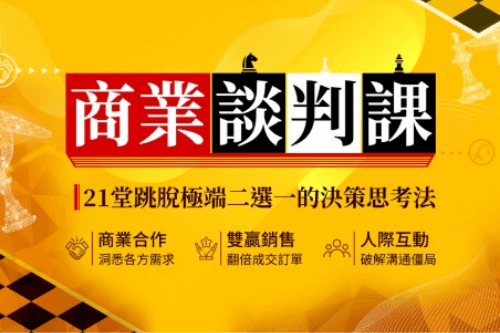 商業談判課
21堂跳脫極端二選一的決策思考法
商業合作
洞悉各方需求
雙贏銷售
翻倍成交訂單
人際互動
破解溝通僵局